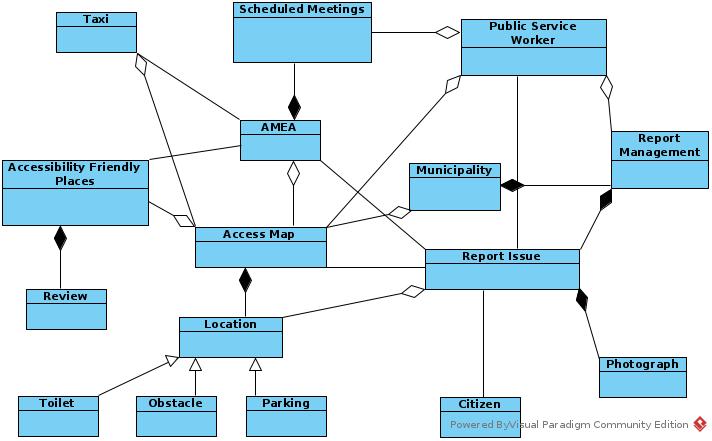 Taxi
Scheduled Meetings
Public Service
Worker
AMEA
Report
Management
Accessibility Friendly
Places
Municipality
Access Map
Report Issue
Review
Location
Photograph
Toilet
Obstacle
Parking
Citizen
Powered ByVisual Paradigm Community Edition